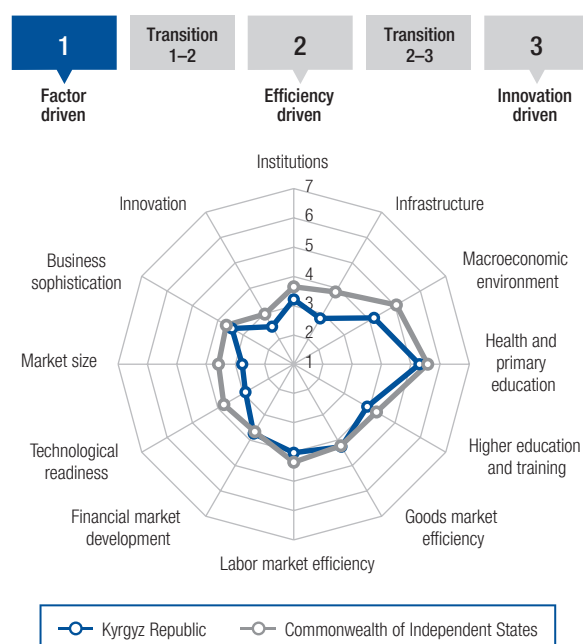 1
Transition
1–2
2
Transition
2–3
3
Factor
driven
Efficiency
driven
Innovation
driven
Institutions
Infrastructure
Macroeconomic
environment
Health and
primary
education
Higher education
and training
Goods market
efficiency
Labor market efficiency
Financial market
development
Technological
readiness
Market size
Business
sophistication
Innovation
7
6
5
4
3
2
1
Kyrgyz Republic
Commonwealth of Independent States